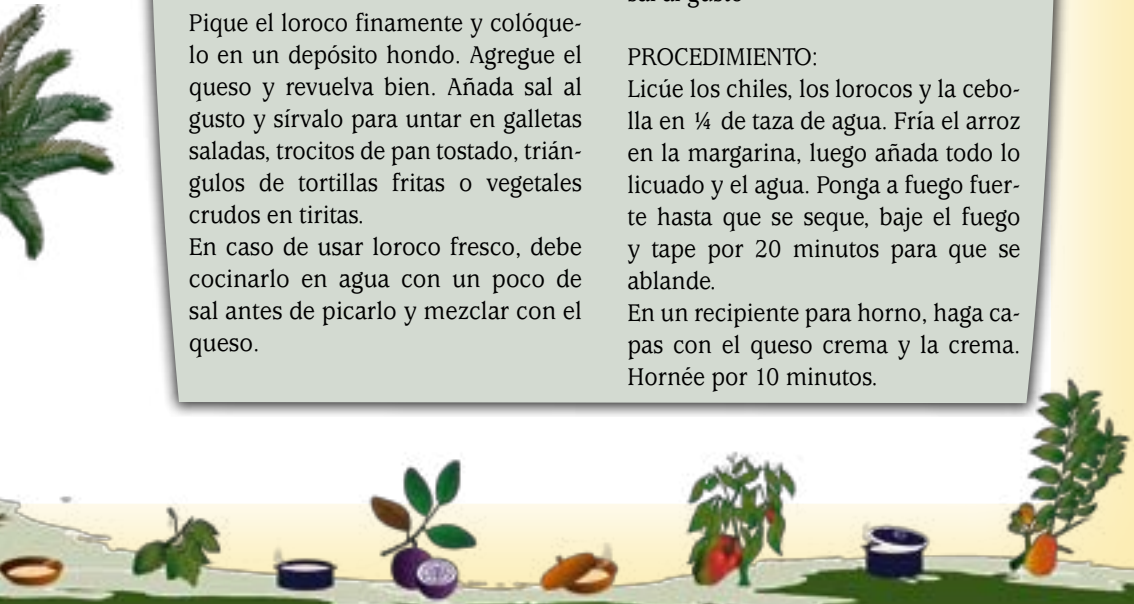 Pique el loroco finamente y colóque-
lo en un depósito hondo. Agregue el
queso y revuelva bien. Añada sal al
gusto y sírvalo para untar en galletas
saladas, trocitos de pan tostado, trián-
gulos de tortillas fritas o vegetales
crudos en tiritas.
En caso de usar loroco fresco, debe
cocinarlo en agua con un poco de
sal antes de picarlo y mezclar con el
queso.
sal al gusto
PROCEDIMIENTO:
Licúe los chiles, los lorocos y la cebo-
lla en ¼ de taza de agua. Fría el arroz
en la margarina, luego añada todo lo
licuado y el agua. Ponga a fuego fuer-
te hasta que se seque, baje el fuego
y tape por 20 minutos para que se
ablande.
En un recipiente para horno, haga ca-
pas con el queso crema y la crema.
Hornée por 10 minutos.